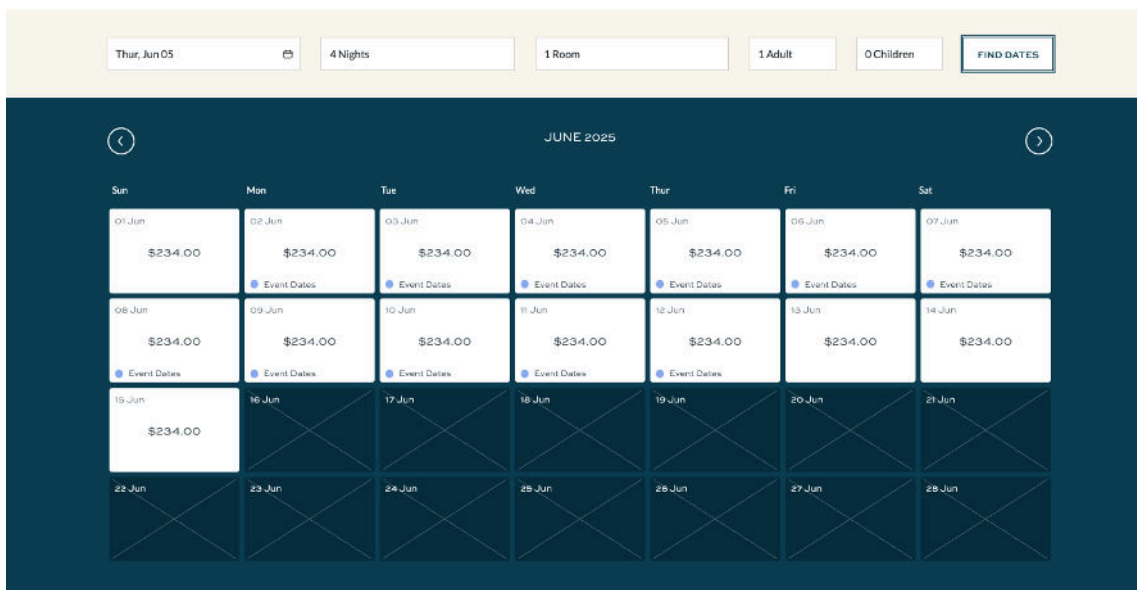 Thur, Jun 05 4 Nights 1 Room 1 Adult 0 Children FIND DATES
JUNE 2025
Sun Mon Tue Wed Thur Fri Sat
01 Jun 02 Jun 03 Jun 04 Jun 05 Jun 06 Jun 07 Jun
$234.00 $234.00 $234.00 $234.00 $234.00 $234.00 $234.00
Event Dates Event Dates Event Dates Event Dates Event Dates Event Dates
08 Jun 09 Jun 10 Jun 11 Jun 12 Jun 13 Jun 14 Jun
$234.00 $234.00 $234.00 $234.00 $234.00 $234.00 $234.00
Event Dates Event Dates Event Dates Event Dates Event Dates
15 Jun 16 Jun 17 Jun 18 Jun 19 Jun 20 Jun 21 Jun
$234.00
22 Jun 23 Jun 24 Jun 25 Jun 26 Jun 27 Jun 28 Jun